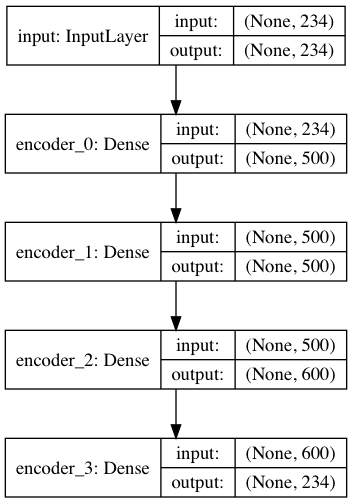 input: InputLayer
input: (None, 234)
output: (None, 234)
encoder_0: Dense
input: (None, 234)
output: (None, 500)
encoder_1: Dense
input: (None, 500)
output: (None, 500)
encoder_2: Dense
input: (None, 500)
output: (None, 600)
encoder_3: Dense
input: (None, 600)
output: (None, 234)